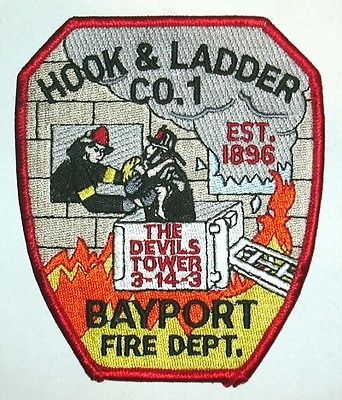 HOOK & LADDER
CO. 1
EST.
1896
THE
DEVILS
TOWER
3-14-3
BAYPORT
FIRE DEPT.